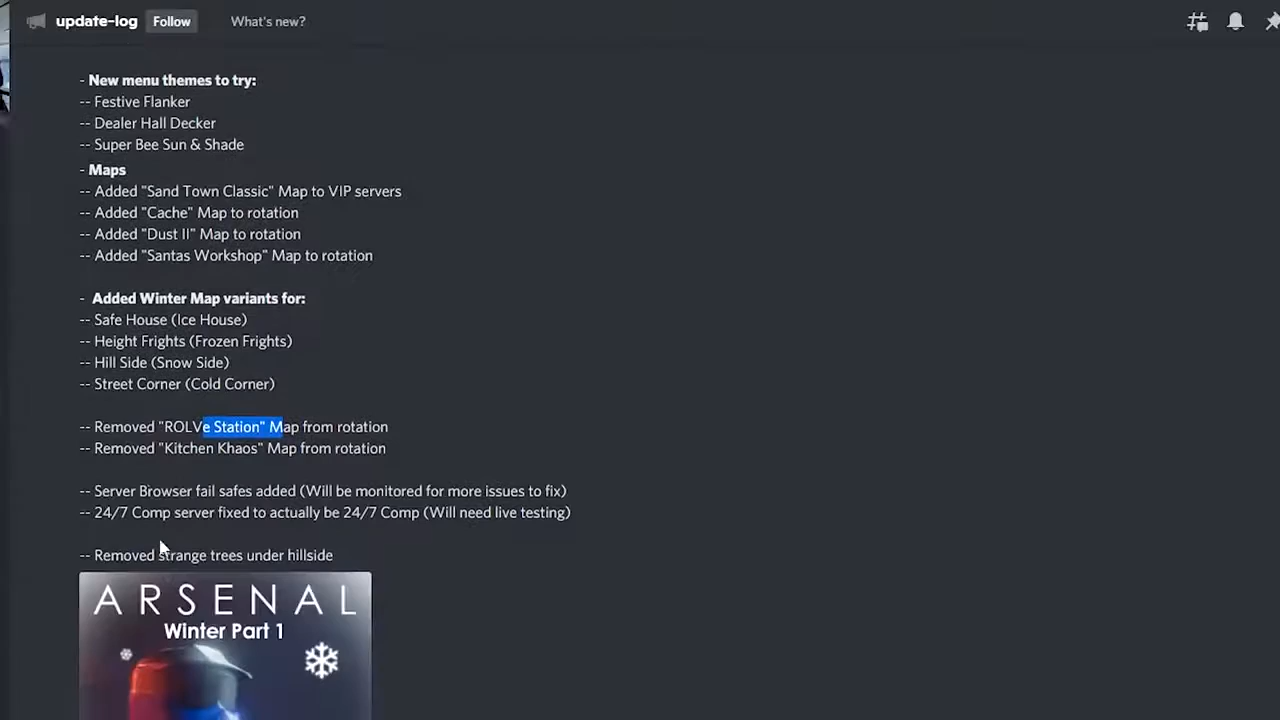 update-log Follow What's new?
- New menu themes to try:
-- Festive Flanker
-- Dealer Hall Decker
-- Super Bee Sun & Shade
- Maps
-- Added "Sand Town Classic" Map to VIP servers
-- Added "Cache" Map to rotation
-- Added "Dust II" Map to rotation
-- Added "Santas Workshop" Map to rotation
- Added Winter Map variants for:
-- Safe House (Ice House)
-- Height Frights (Frozen Frights)
-- Hill Side (Snow Side)
-- Street Corner (Cold Corner)
-- Removed "ROLVe Station" Map from rotation
-- Removed "Kitchen Khaos" Map from rotation
-- Server Browser fail safes added (Will be monitored for more issues to fix)
-- 24/7 Comp server fixed to actually be 24/7 Comp (Will need live testing)
-- Removed strange trees under hillside
ARSENAL
Winter Part 1